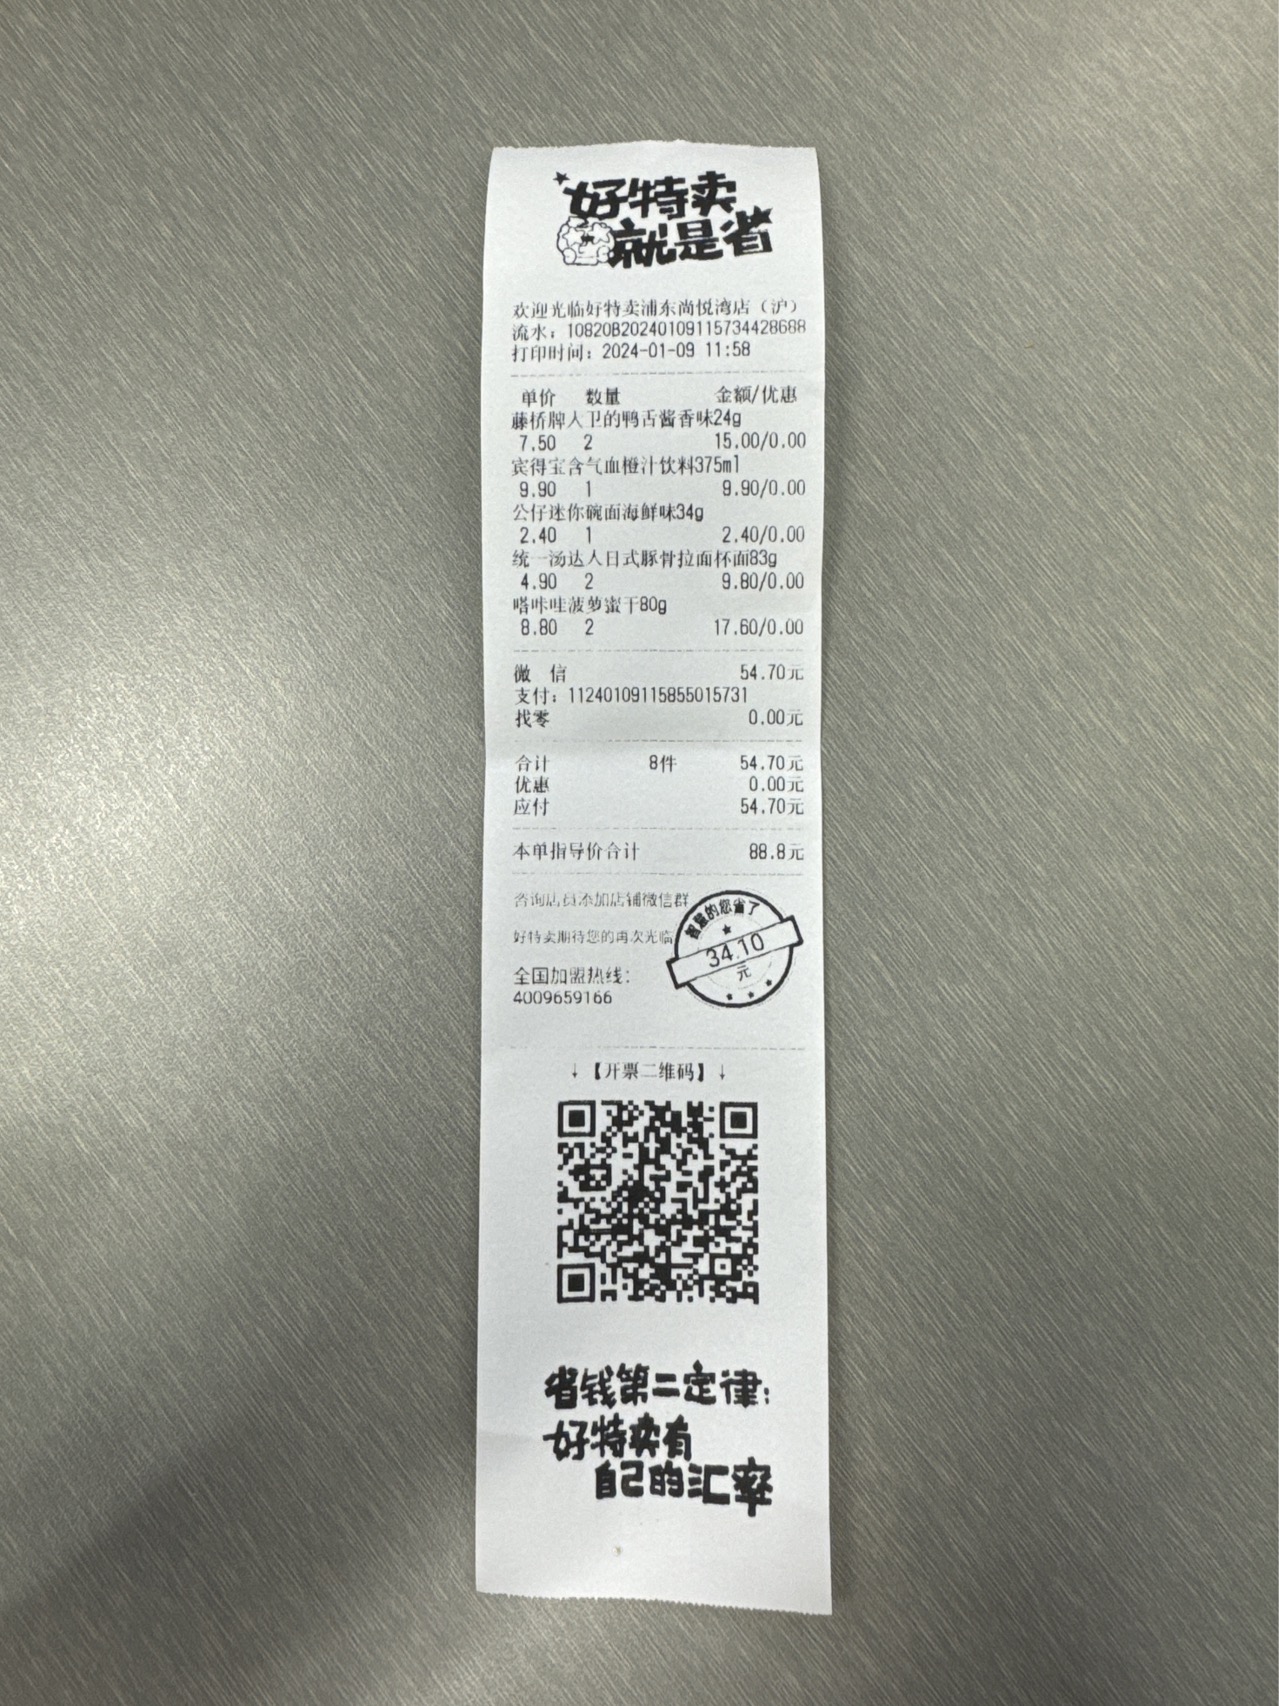 好特卖
就是省
欢迎光临好特卖浦东尚悦湾店（沪）
流水：10820B20240109115734428688
打印时间：2024-01-09 11:58
单价 数量 金额/优惠
藤桥牌人卫的鸭舌酱香味24g
7.50 2 15.00/0.00
宾得宝含气血橙汁饮料375ml
9.90 1 9.90/0.00
公仔迷你碗面海鲜味34g
2.40 1 2.40/0.00
统一汤达人日式豚骨拉面杯面83g
4.90 2 9.80/0.00
嗒咔哇菠萝蜜干80g
8.80 2 17.60/0.00
微 信 54.70元
支付：11240109115855015731
找零 0.00元
合计 8件 54.70元
优惠 0.00元
应付 54.70元
本单指导价合计 88.8元
咨询店员添加店铺微信群
好特卖期待您的再次光临
智慧的您省了
34.10
元
全国加盟热线：
4009659166
↓【开票二维码】↓
省钱第二定律：
好特卖有
自己的汇率